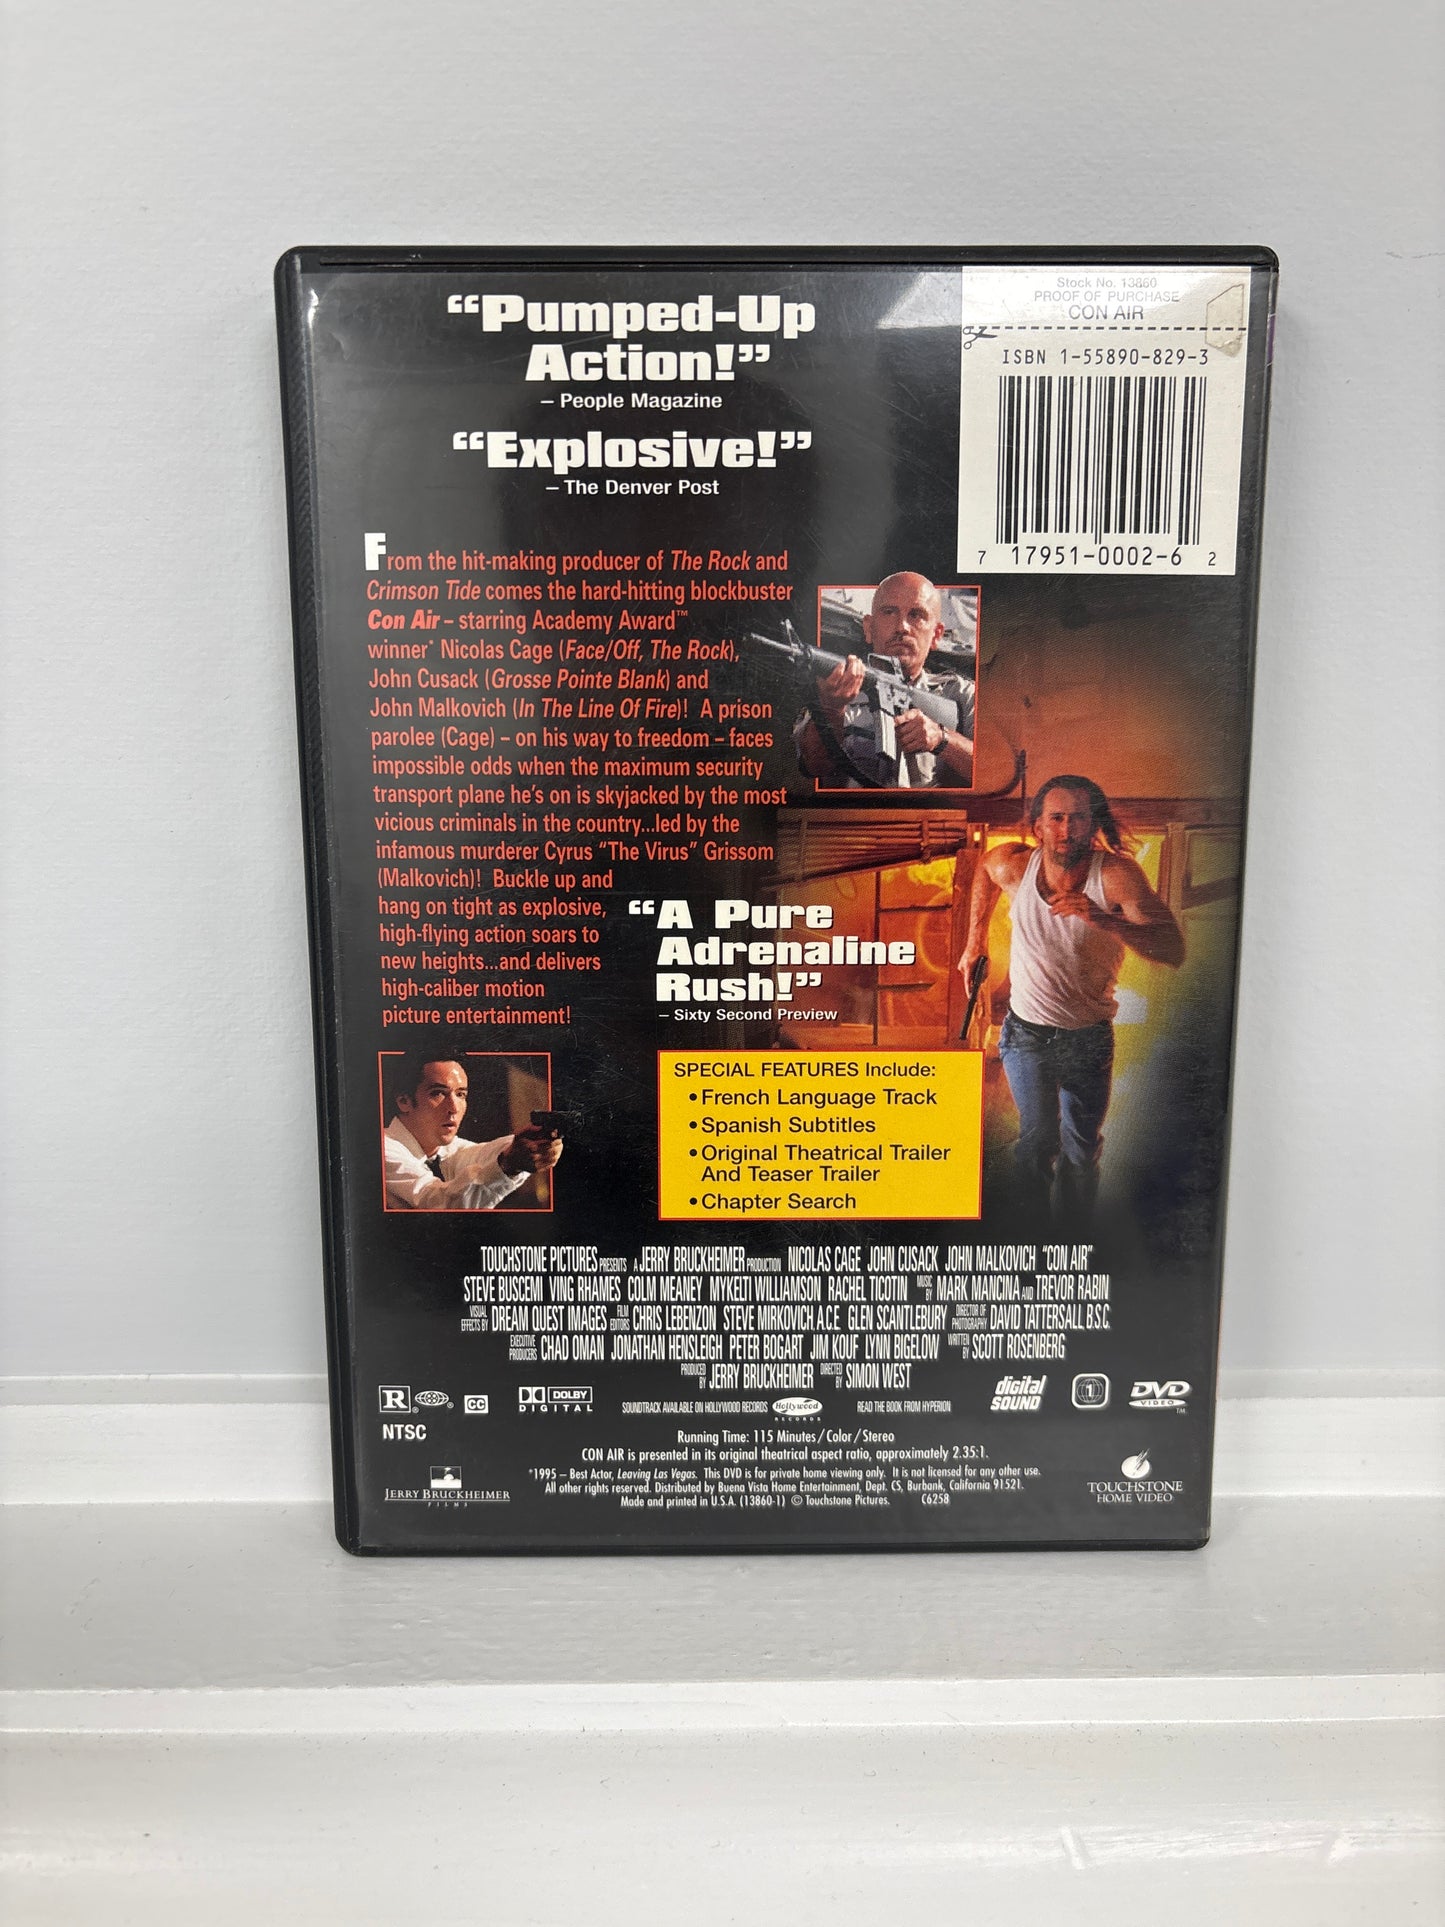 “Pumped-Up
Action!”
– People Magazine
“Explosive!”
– The Denver Post
Stock No. 13860
PROOF OF PURCHASE
CON AIR
ISBN 1-55890-829-3
7 17951-0002-6 2
From the hit-making producer of The Rock and
Crimson Tide comes the hard-hitting blockbuster
Con Air – starring Academy Award™
winner* Nicolas Cage (Face/Off, The Rock),
John Cusack (Grosse Pointe Blank) and
John Malkovich (In The Line Of Fire)! A prison
parolee (Cage) – on his way to freedom – faces
impossible odds when the maximum security
transport plane he's on is skyjacked by the most
vicious criminals in the country...led by the
infamous murderer Cyrus “The Virus” Grissom
(Malkovich)! Buckle up and
hang on tight as explosive,
high-flying action soars to
new heights...and delivers
high-caliber motion
picture entertainment!
“A Pure
Adrenaline
Rush!”
– Sixty Second Preview
SPECIAL FEATURES Include:
• French Language Track
• Spanish Subtitles
• Original Theatrical Trailer
And Teaser Trailer
• Chapter Search
TOUCHSTONE PICTURES PRESENTS A JERRY BRUCKHEIMER PRODUCTION NICOLAS CAGE JOHN CUSACK JOHN MALKOVICH “CON AIR”
STEVE BUSCEMI VING RHAMES COLM MEANEY MYKELTI WILLIAMSON RACHEL TICOTIN MUSIC BY MARK MANCINA AND TREVOR RABIN
VISUAL EFFECTS BY DREAM QUEST IMAGES FILM EDITORS CHRIS LEBENZON STEVE MIRKOVICH, A.C.E. GLEN SCANTLEBURY DIRECTOR OF PHOTOGRAPHY DAVID TATTERSALL, B.S.C.
EXECUTIVE PRODUCERS CHAD OMAN JONATHAN HENSLEIGH PETER BOGART JIM KOUF LYNN BIGELOW WRITTEN BY SCOTT ROSENBERG
PRODUCED BY JERRY BRUCKHEIMER DIRECTED BY SIMON WEST
R ® ® CC DOLBY DIGITAL SOUNDTRACK AVAILABLE ON HOLLYWOOD RECORDS Hollywood RECORDS READ THE BOOK FROM HYPERION digital SOUND 1 DVD VIDEO ™
NTSC
Running Time: 115 Minutes/Color/Stereo
CON AIR is presented in its original theatrical aspect ratio, approximately 2.35:1.
*1995 – Best Actor, Leaving Las Vegas. This DVD is for private home viewing only. It is not licensed for any other use.
All other rights reserved. Distributed by Buena Vista Home Entertainment, Dept. CS, Burbank, California 91521.
Made and printed in U.S.A. (13860-1) © Touchstone Pictures. C6258
JERRY BRUCKHEIMER
FILMS
TOUCHSTONE
HOME VIDEO